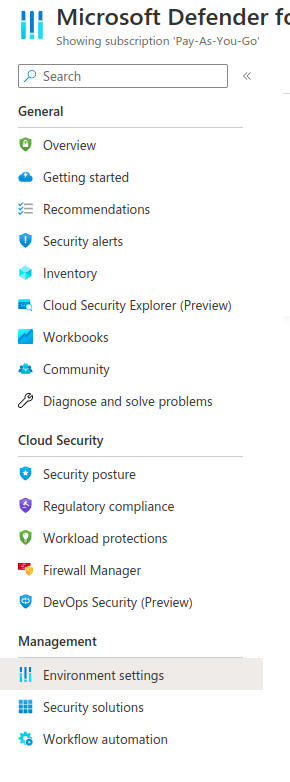 Microsoft Defender fo
Showing subscription 'Pay-As-You-Go'
Search
«
General
Overview
Getting started
Recommendations
Security alerts
Inventory
Cloud Security Explorer (Preview)
Workbooks
Community
Diagnose and solve problems
Cloud Security
Security posture
Regulatory compliance
Workload protections
Firewall Manager
DevOps Security (Preview)
Management
Environment settings
Security solutions
Workflow automation